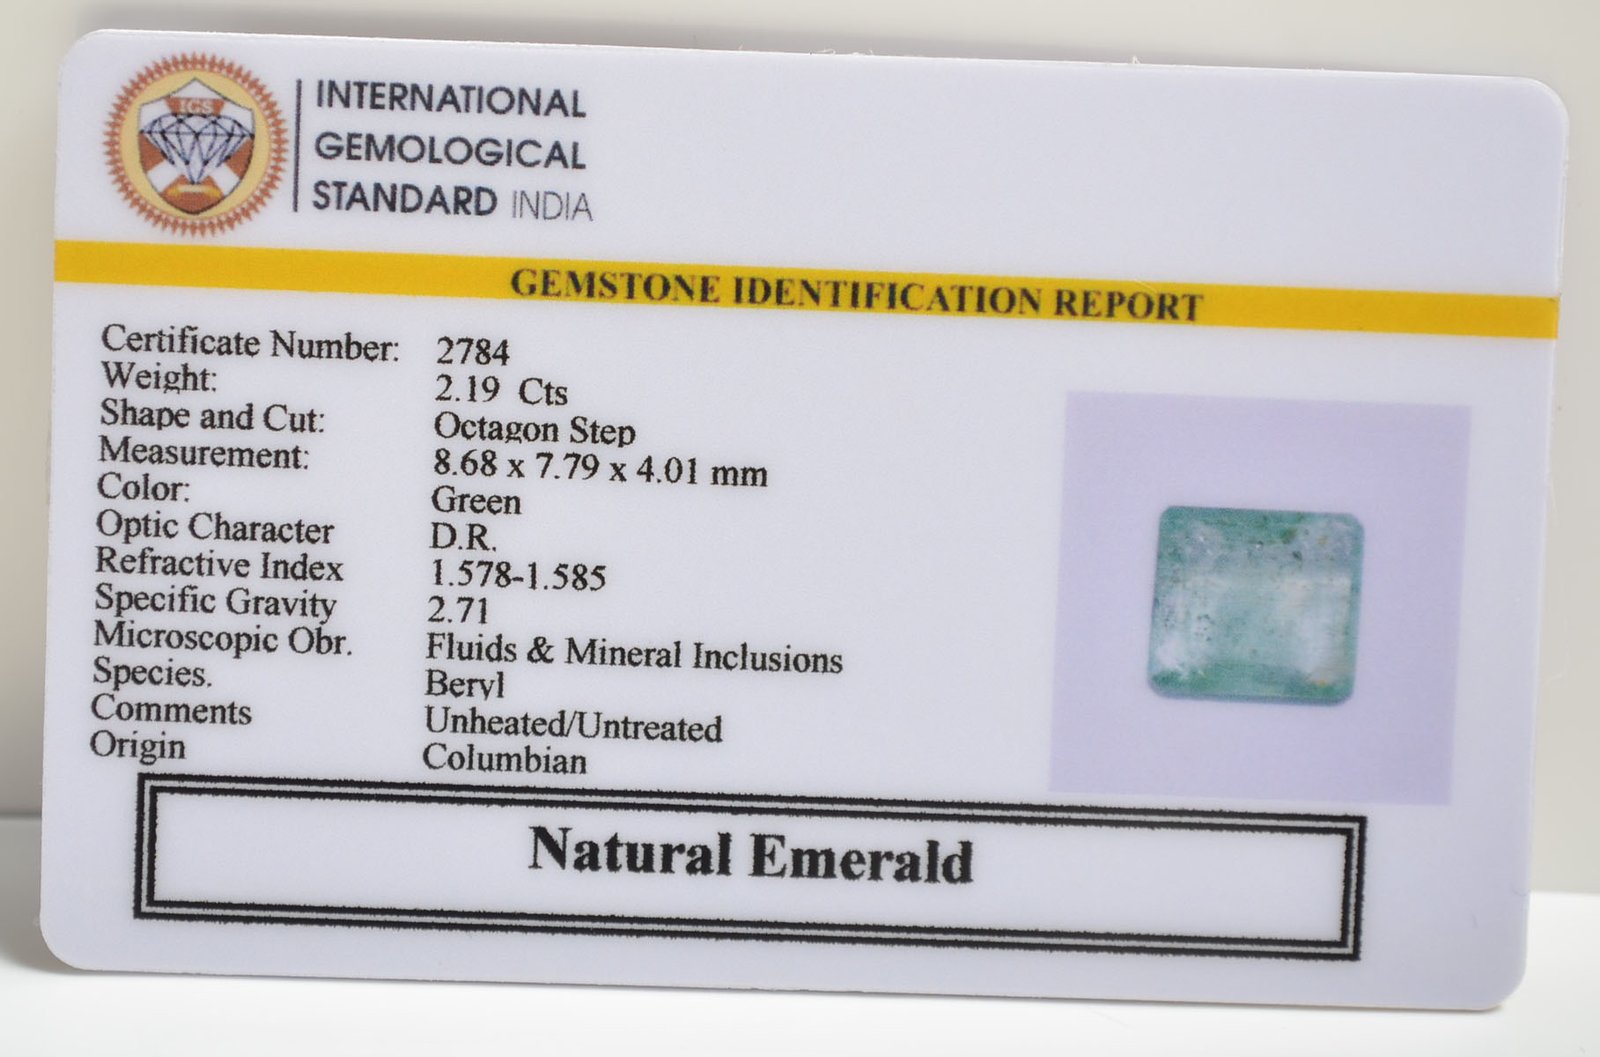 ICS
INTERNATIONAL
GEMOLOGICAL
STANDARD INDIA
GEMSTONE IDENTIFICATION REPORT
Certificate Number: 2784
Weight: 2.19 Cts
Shape and Cut: Octagon Step
Measurement: 8.68 x 7.79 x 4.01 mm
Color: Green
Optic Character D.R.
Refractive Index 1.578-1.585
Specific Gravity 2.71
Microscopic Obr. Fluids & Mineral Inclusions
Species. Beryl
Comments Unheated/Untreated
Origin Columbian
Natural Emerald